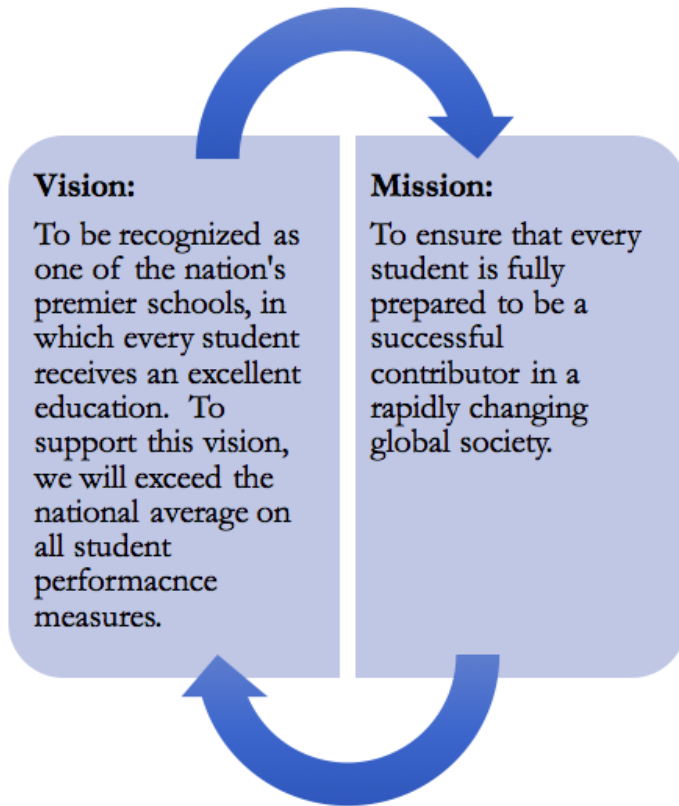 Vision:
To be recognized as
one of the nation's
premier schools, in
which every student
receives an excellent
education.  To
support this vision,
we will exceed the
national average on
all student
performacnce
measures.
Mission:
To ensure that every
student is fully
prepared to be a
successful
contributor in a
rapidly changing
global society.